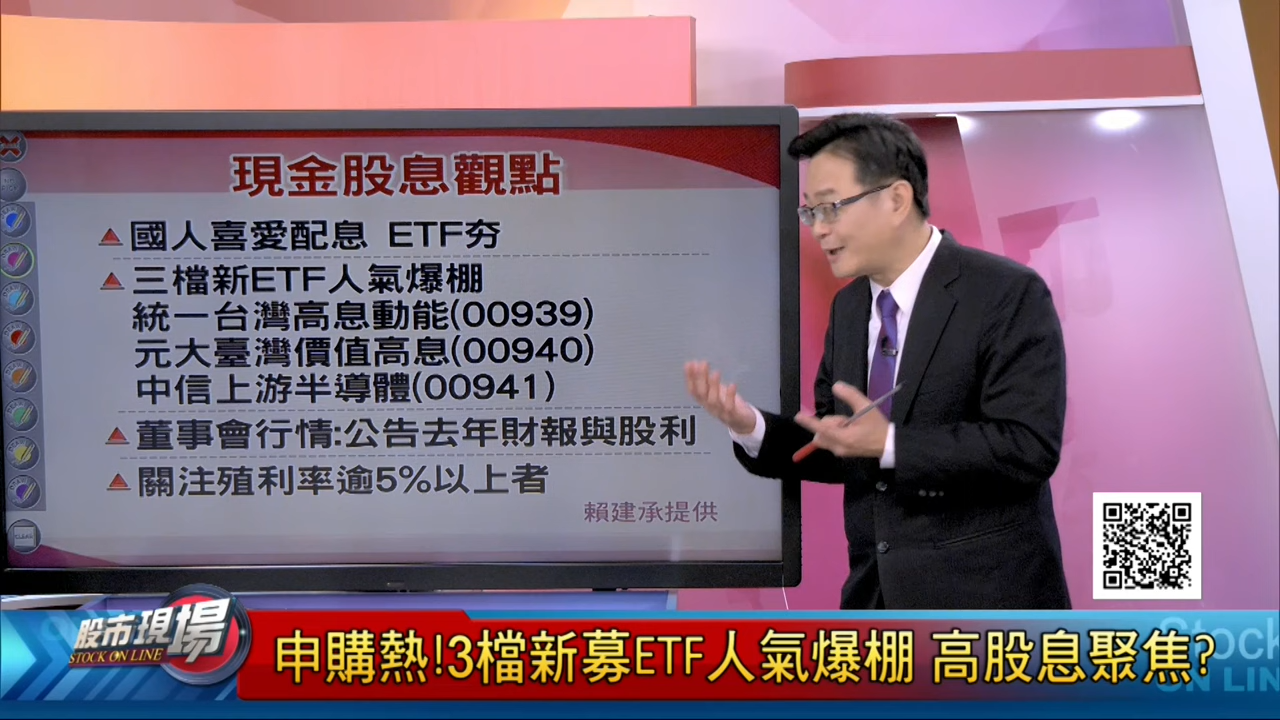 現金股息觀點
國人喜愛配息 ETF夯
三檔新ETF人氣爆棚
統一台灣高息動能(00939)
元大臺灣價值高息(00940)
中信上游半導體(00941)
董事會行情:公告去年財報與股利
關注殖利率逾5%以上者
賴建承提供
股市現場
STOCK ON LINE
申購熱!3檔新募ETF人氣爆棚 高股息聚焦?
Stock
ON LIN